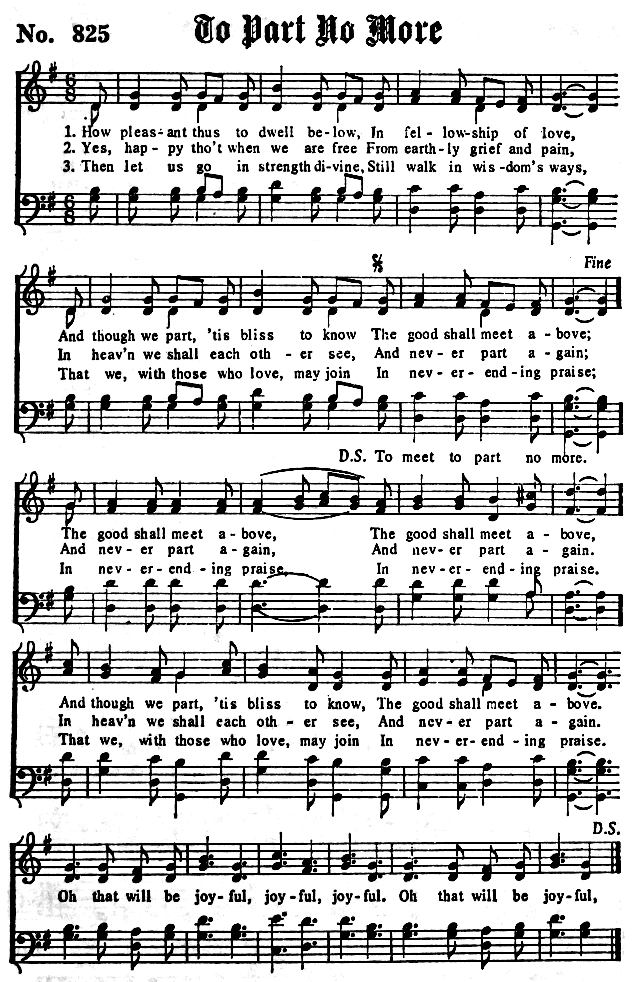 No. 825 To Part No More
1. How pleas-ant thus to dwell be-low, In fel-low-ship of love,
2. Yes, hap-py tho't when we are free From earth-ly grief and pain,
3. Then let us go in strength di-vine, Still walk in wis-dom's ways,
Fine
And though we part, 'tis bliss to know The good shall meet a-bove;
In heav'n we shall each oth-er see, And nev-er part a-gain;
That we, with those who love, may join In nev-er-end-ing praise;
D.S. To meet to part no more.
The good shall meet a-bove, The good shall meet a-bove,
And nev-er part a-gain, And nev-er part a-gain.
In nev-er-end-ing praise, In nev-er-end-ing praise.
And though we part, 'tis bliss to know, The good shall meet a-bove.
In heav'n we shall each oth-er see, And nev-er part a-gain.
That we, with those who love, may join In nev-er-end-ing praise.
D.S.
Oh that will be joy-ful, joy-ful, joy-ful. Oh that will be joy-ful,